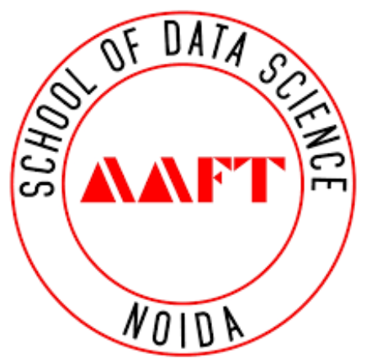 SCHOOL OF DATA SCIENCE
AAFT
NOIDA